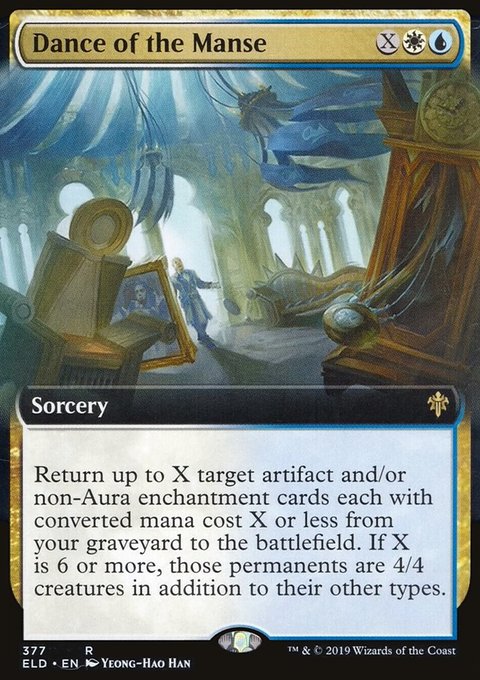 Dance of the Manse X
Sorcery
Return up to X target artifact and/or
non-Aura enchantment cards each with
converted mana cost X or less from
your graveyard to the battlefield. If X
is 6 or more, those permanents are 4/4
creatures in addition to their other types.
377 R
ELD • EN Yeong-Hao Han ™ & © 2019 Wizards of the Coast